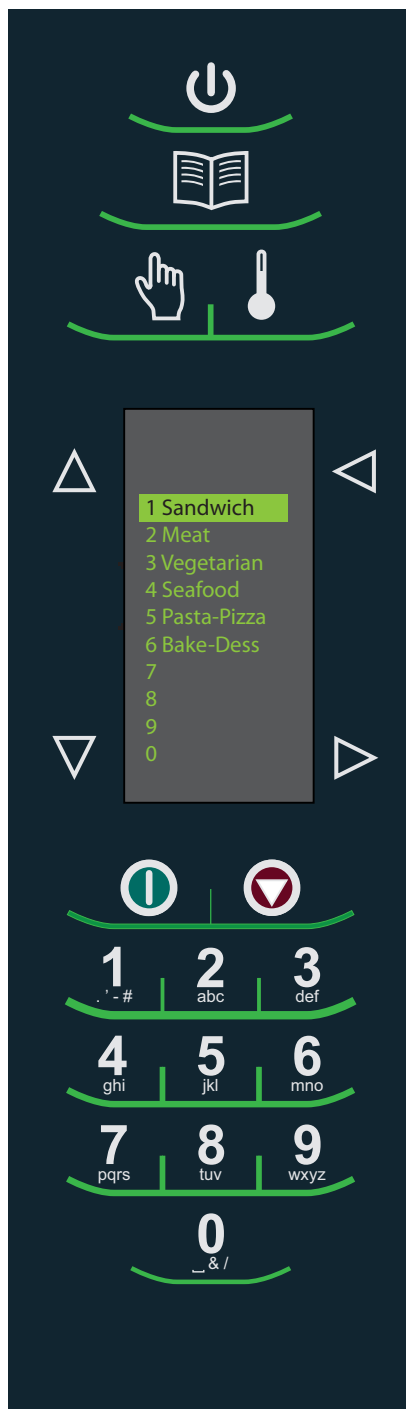 1 Sandwich
2 Meat
3 Vegetarian
4 Seafood
5 Pasta-Pizza
6 Bake-Dess
7
8
9
0
1 2 3
. ' - # abc def
4 5 6
ghi jkl mno
7 8 9
pqrs tuv wxyz
0
⎵ & /